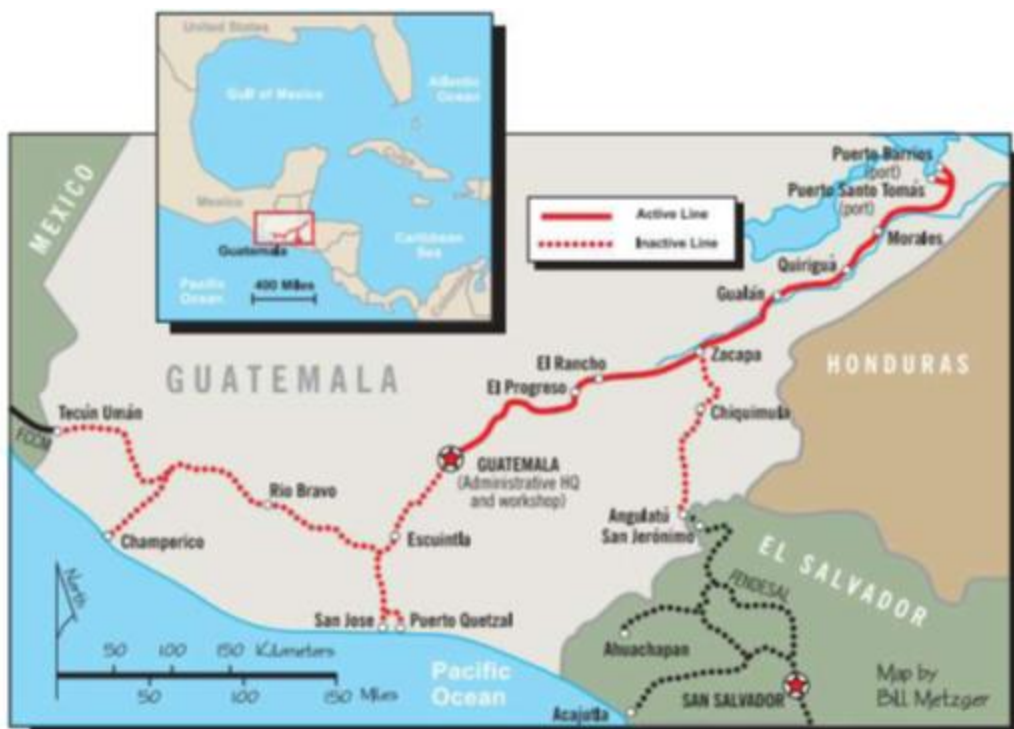 United States
Gulf of Mexico
Atlantic
Ocean
Cuba
Mexico
Guatemala
Caribbean
Sea
Pacific
Ocean
400 Miles
MEXICO
Active Line
Inactive Line
Puerto Barrios
(port)
Puerto Santo Tomás
(port)
Morales
Quiriguá
Gualán
Zacapa
El Rancho
El Progreso
GUATEMALA
HONDURAS
Chiquimula
Tecún Umán
FCCM
GUATEMALA
(Administrative HQ
and workshop)
Rio Bravo
Champerico
Escuintla
Angulatú
San Jerónimo
EL SALVADOR
FENDESAL
North
San Jose
Puerto Quetzal
Ahuachapan
50 100 150 Kilometers
50 100 150 Miles
Pacific
Ocean
SAN SALVADOR
Acajutla
Map by
Bill Metzger